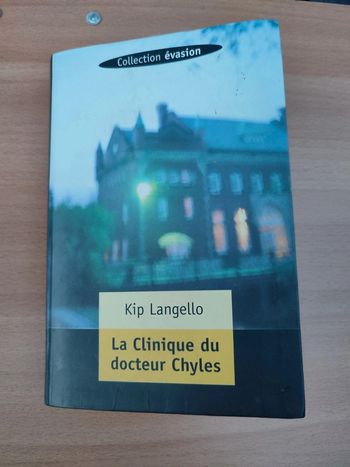 Collection évasion
Kip Langello
La Clinique du
docteur Chyles